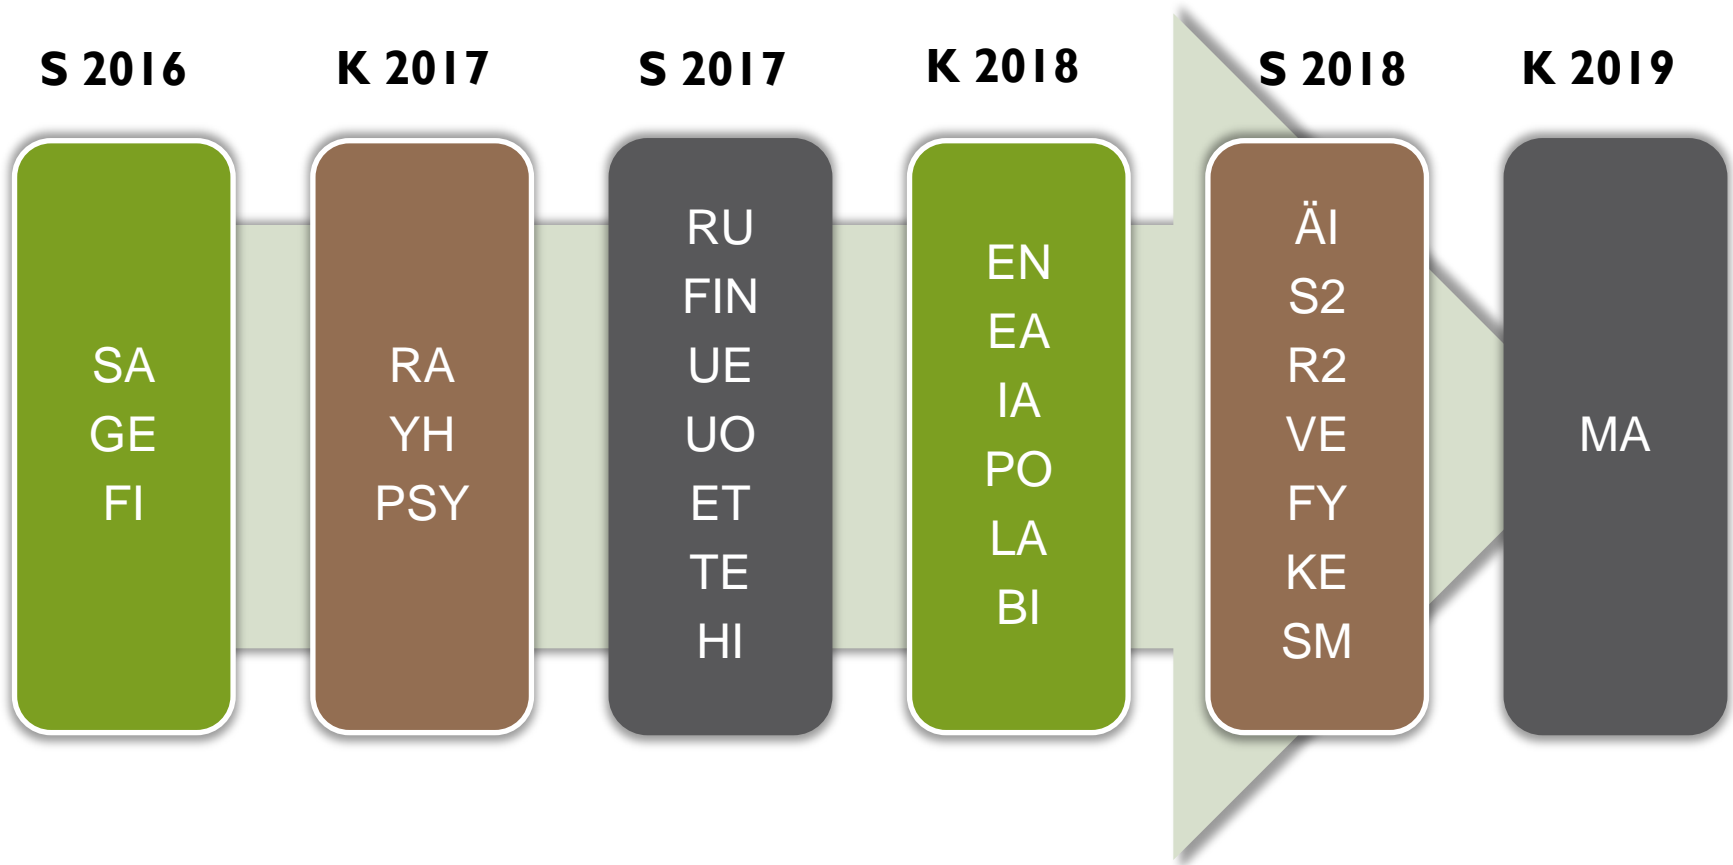 S 2016
SA
GE
FI
K 2017
RA
YH
PSY
S 2017
RU
FIN
UE
UO
ET
TE
HI
K 2018
EN
EA
IA
PO
LA
BI
S 2018
ÄI
S2
R2
VE
FY
KE
SM
K 2019
MA